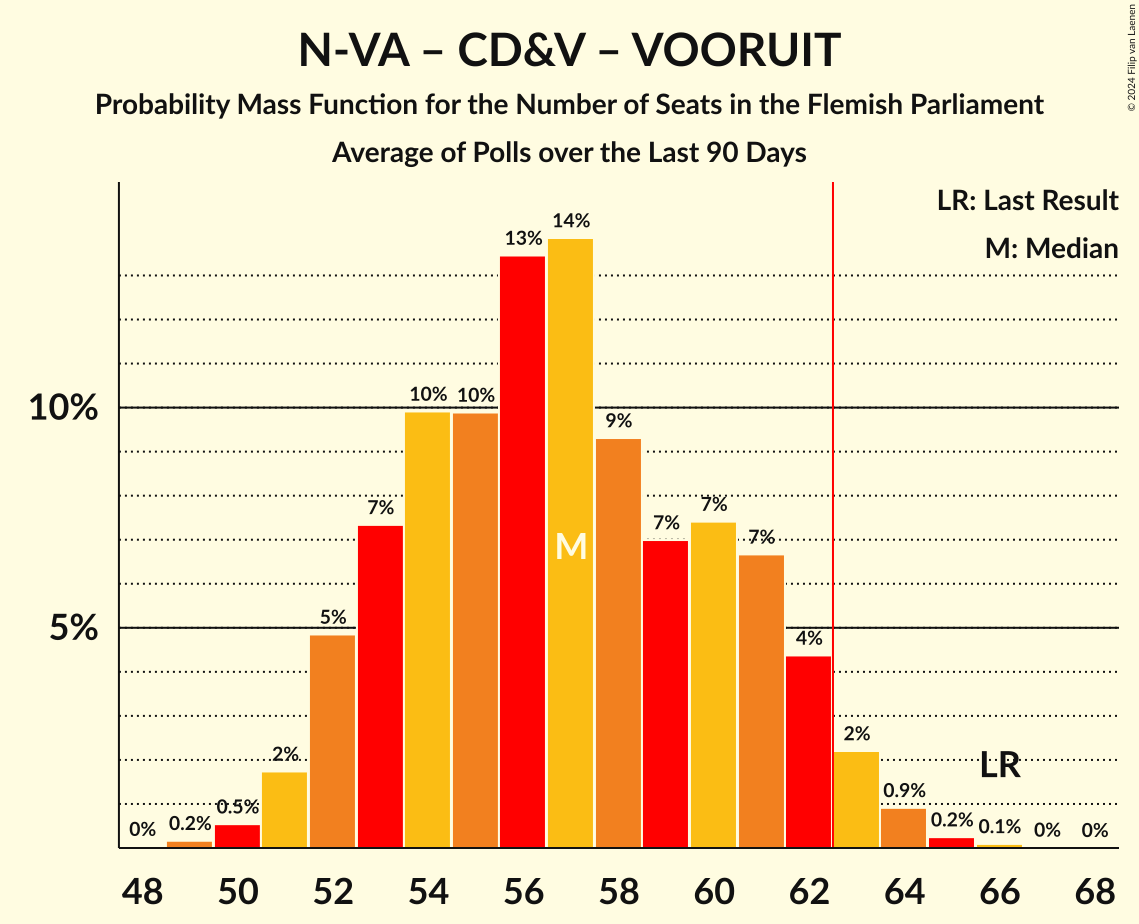 N-VA – CD&V – VOORUIT
Probability Mass Function for the Number of Seats in the Flemish Parliament
Average of Polls over the Last 90 Days
© 2024 Filip van Laenen
LR: Last Result
M: Median
10%
5%
0%
0.2%
0.5%
2%
5%
7%
10%
10%
13%
14%
9%
7%
7%
7%
4%
2%
0.9%
0.2%
0.1%
0%
0%
M
LR
48 50 52 54 56 58 60 62 64 66 68